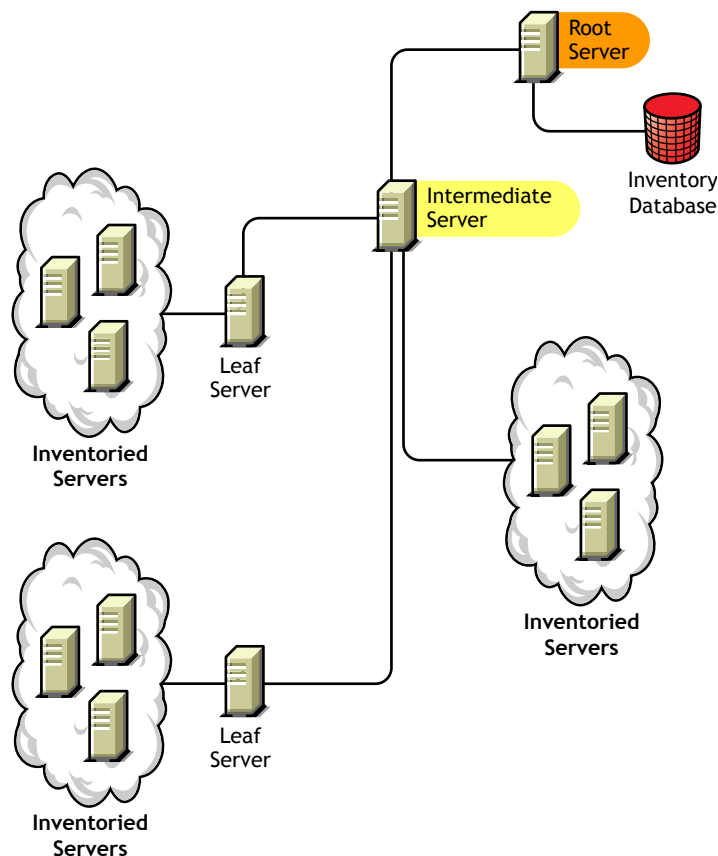 Root
Server
Inventory
Database
Intermediate
Server
Leaf
Server
Inventoried
Servers
Inventoried
Servers
Leaf
Server
Inventoried
Servers